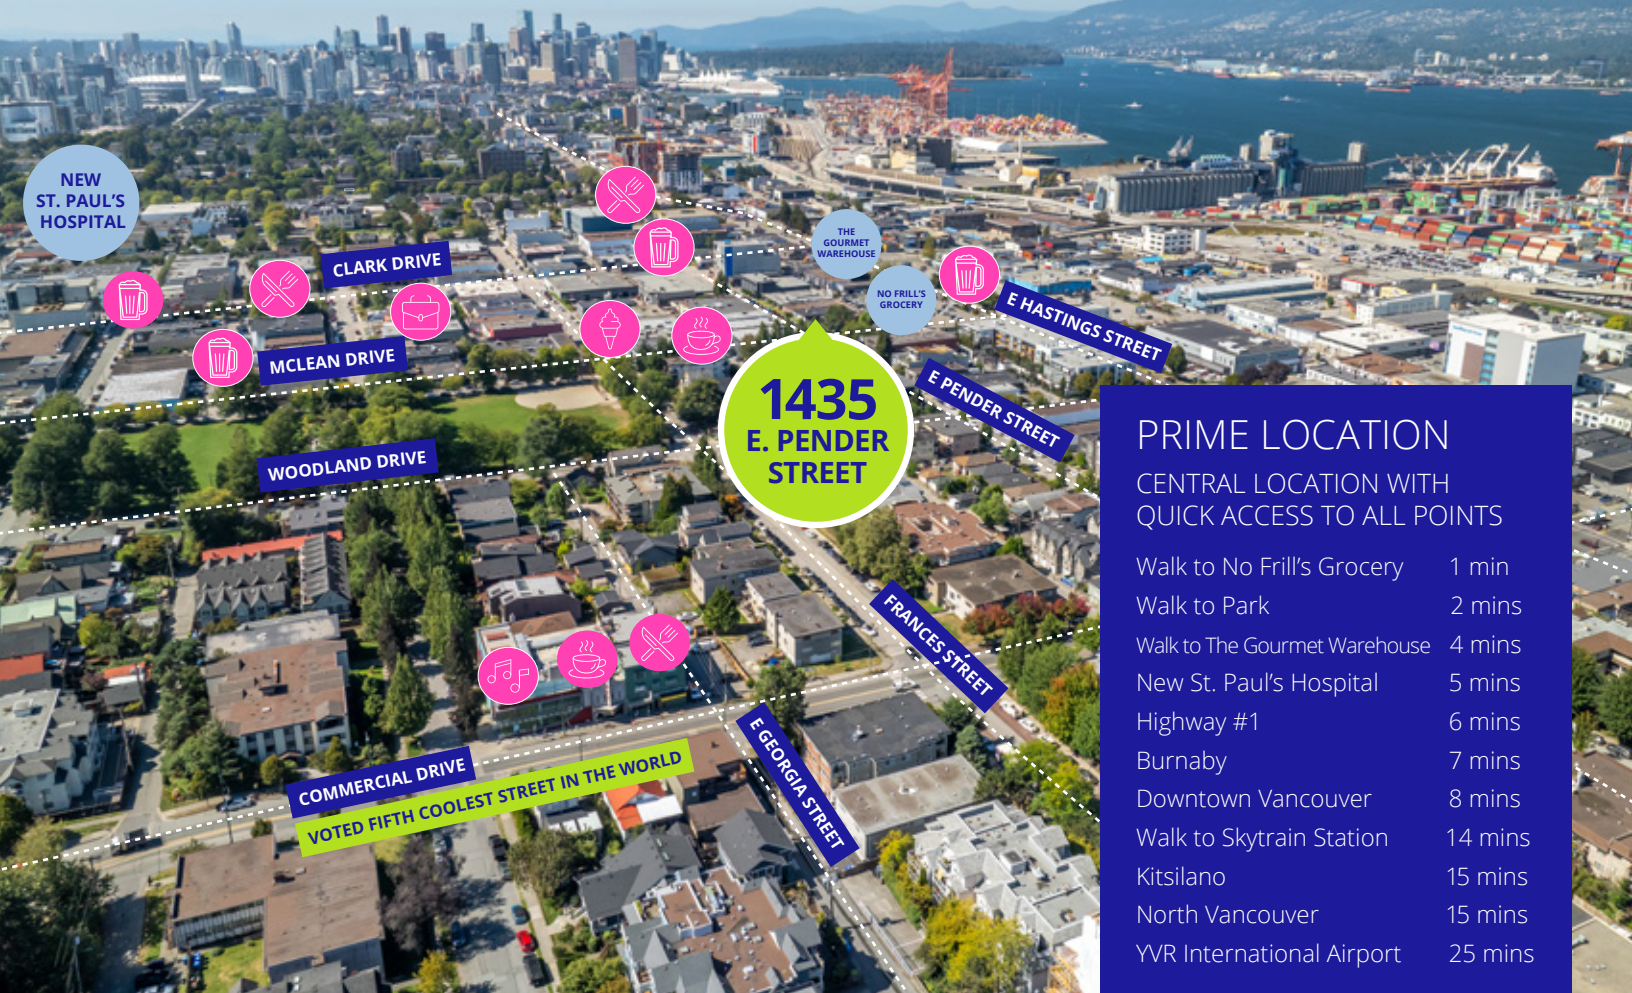 NEW
ST. PAUL'S
HOSPITAL
CLARK DRIVE
MCLEAN DRIVE
WOODLAND DRIVE
THE
GOURMET
WAREHOUSE
NO FRILL'S
GROCERY
E HASTINGS STREET
E PENDER STREET
1435
E. PENDER
STREET
FRANCES STREET
E GEORGIA STREET
COMMERCIAL DRIVE
VOTED FIFTH COOLEST STREET IN THE WORLD
PRIME LOCATION
CENTRAL LOCATION WITH
QUICK ACCESS TO ALL POINTS
Walk to No Frill's Grocery 1 min
Walk to Park 2 mins
Walk to The Gourmet Warehouse 4 mins
New St. Paul's Hospital 5 mins
Highway #1 6 mins
Burnaby 7 mins
Downtown Vancouver 8 mins
Walk to Skytrain Station 14 mins
Kitsilano 15 mins
North Vancouver 15 mins
YVR International Airport 25 mins